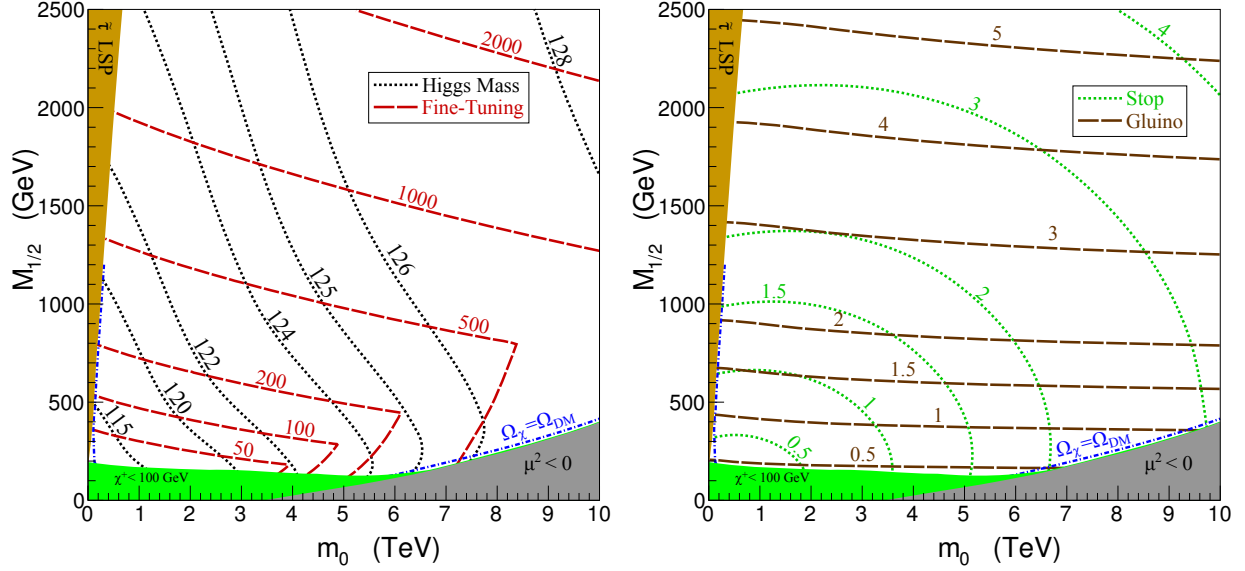 2500
2000
1500
1000
500
0
M1/2 (GeV)
0 1 2 3 4 5 6 7 8 9 10
m0 (TeV)
τ̃ LSP
Higgs Mass
Fine-Tuning
2000
1000
500
200
100
50
115
120
122
124
125
126
128
Ωχ=ΩDM
μ² < 0
χ⁺< 100 GeV
2500
2000
1500
1000
500
0
M1/2 (GeV)
0 1 2 3 4 5 6 7 8 9 10
m0 (TeV)
τ̃ LSP
Stop
Gluino
5
4
3
2
1.5
1
0.5
4
3
2
1.5
1
0.5
Ωχ=ΩDM
μ² < 0
χ⁺< 100 GeV